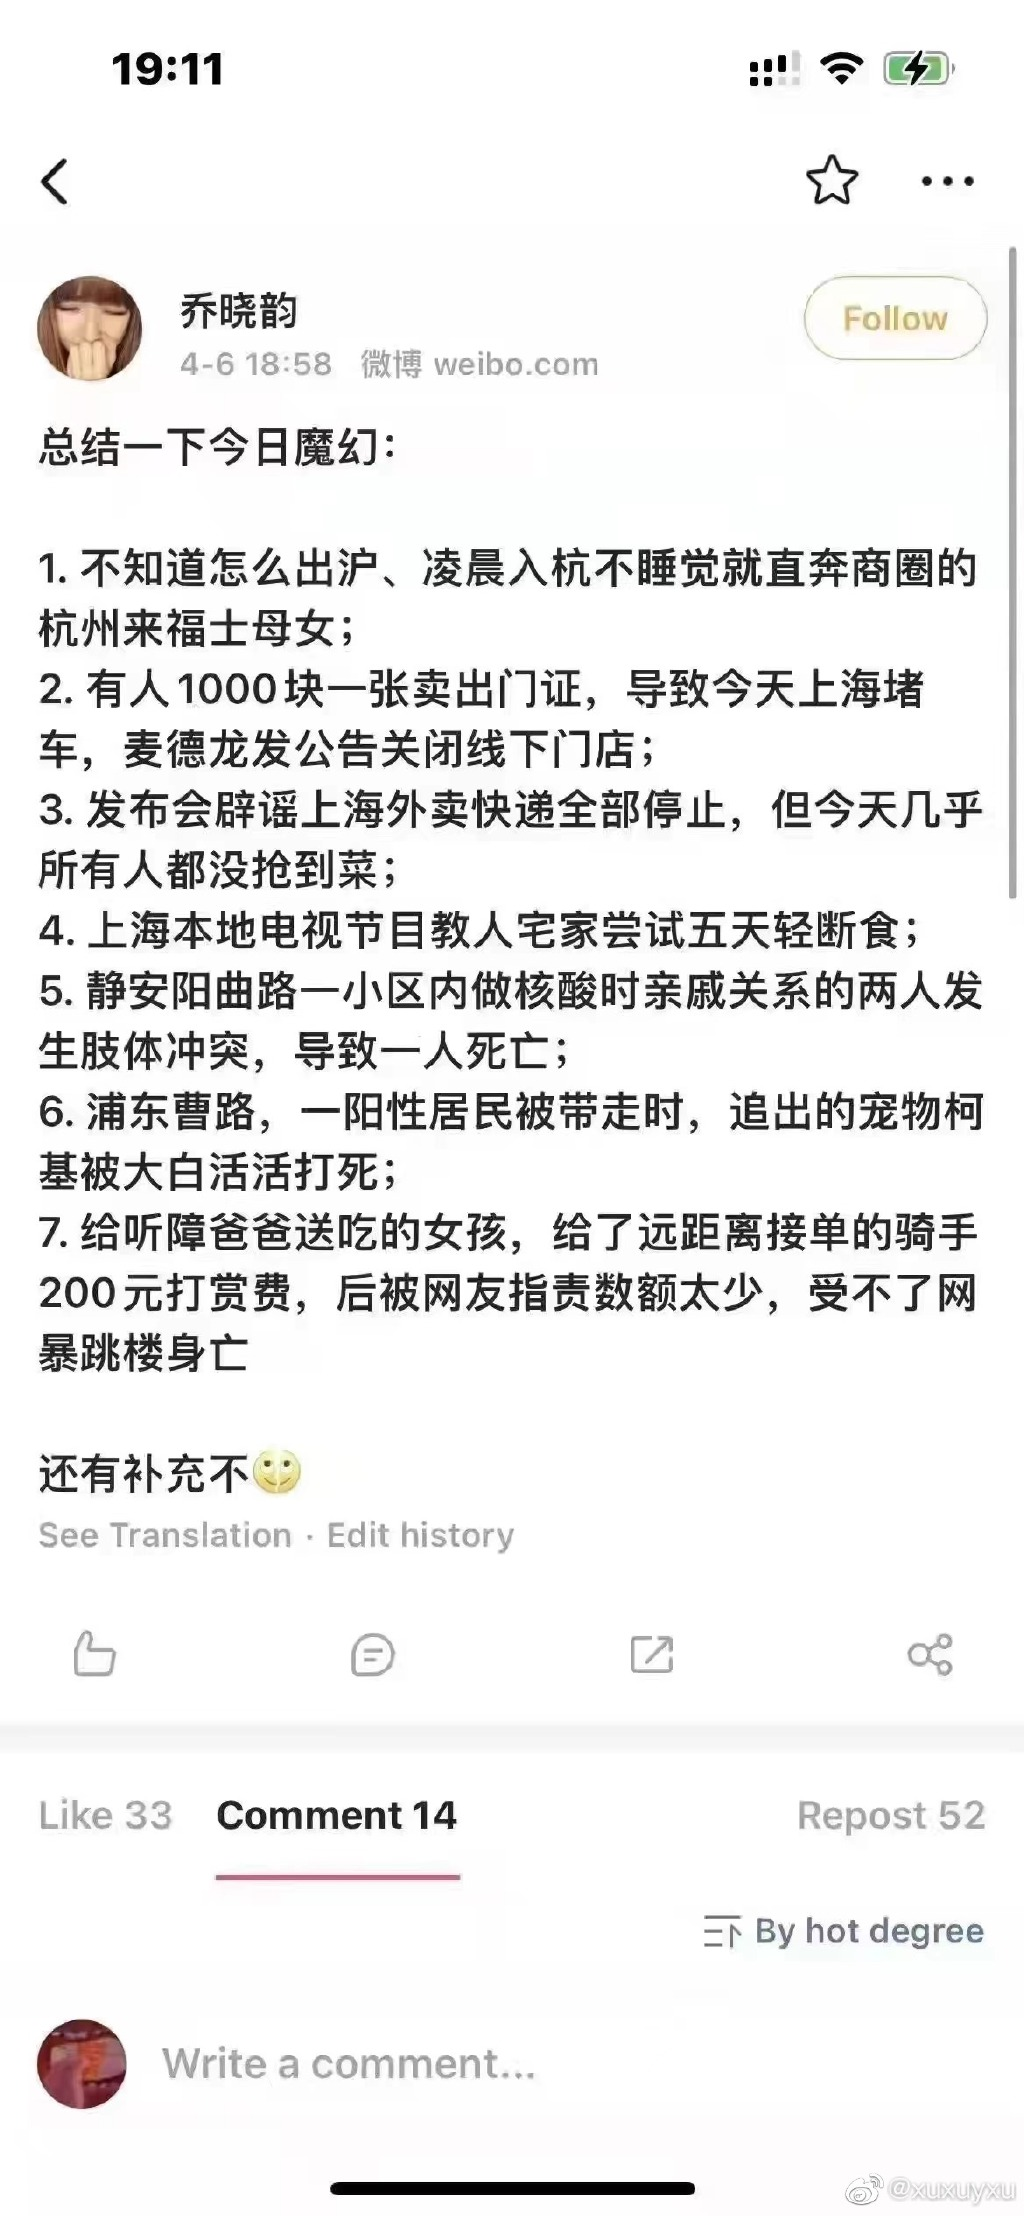 19:11
乔晓韵
Follow
4-6 18:58 微博 weibo.com
总结一下今日魔幻：
1. 不知道怎么出沪、凌晨入杭不睡觉就直奔商圈的
杭州来福士母女；
2. 有人1000块一张卖出门证，导致今天上海堵
车，麦德龙发公告关闭线下门店；
3. 发布会辟谣上海外卖快递全部停止，但今天几乎
所有人都没抢到菜；
4. 上海本地电视节目教人宅家尝试五天轻断食；
5. 静安阳曲路一小区内做核酸时亲戚关系的两人发
生肢体冲突，导致一人死亡；
6. 浦东曹路，一阳性居民被带走时，追出的宠物柯
基被大白活活打死；
7. 给听障爸爸送吃的女孩，给了远距离接单的骑手
200元打赏费，后被网友指责数额太少，受不了网
暴跳楼身亡
还有补充不
See Translation · Edit history
Like 33 Comment 14 Repost 52
By hot degree
Write a comment...
@xuxuyxu